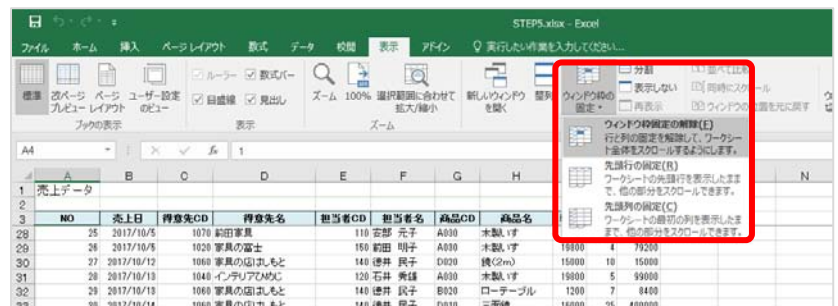 STEP5.xlsx - Excel
ファイル ホーム 挿入 ページ レイアウト 数式 データ 校閲 表示 アドイン 実行したい作業を入力してください...
標準 改ページ プレビュー ページ レイアウト ユーザー設定 のビュー
ルーラー 数式バー
目盛線 見出し
ズーム 100% 選択範囲に合わせて 拡大/縮小
新しいウィンドウ を開く 整列 ウィンドウ枠の 固定
分割
表示しない
再表示
並べて比較
同時にスクロール
ウィンドウの位置を元に戻す
ブックの表示 表示 ズーム
ウィンドウ枠固定の解除(E)
行と列の固定を解除して、ワークシー
ト全体をスクロールするようにします。
先頭行の固定(R)
ワークシートの先頭行を表示したまま
で、他の部分をスクロールできます。
先頭列の固定(C)
ワークシートの最初の列を表示したま
まで、他の部分をスクロールできます。
A4 fx 1
A B C D E F G H N
1 売上データ
2
3 NO 売上日 得意先CD 得意先名 担当者CD 担当者名 商品CD 商品名
28 25 2017/10/5 1070 前田家具 110 安部 元子 A030 木製いす
29 26 2017/10/5 1020 家具の富士 150 前田 明子 A030 木製いす 19800 4 79200
30 27 2017/10/12 1060 家具の店はしもと 140 徳井 民子 D020 鏡(2m) 15000 10 15000
31 28 2017/10/13 1040 インテリアひめじ 120 石井 秀雄 A030 木製いす 19800 5 99000
32 29 2017/10/13 1060 家具の店はしもと 140 徳井 民子 B020 ローテーブル 1200 7 8400